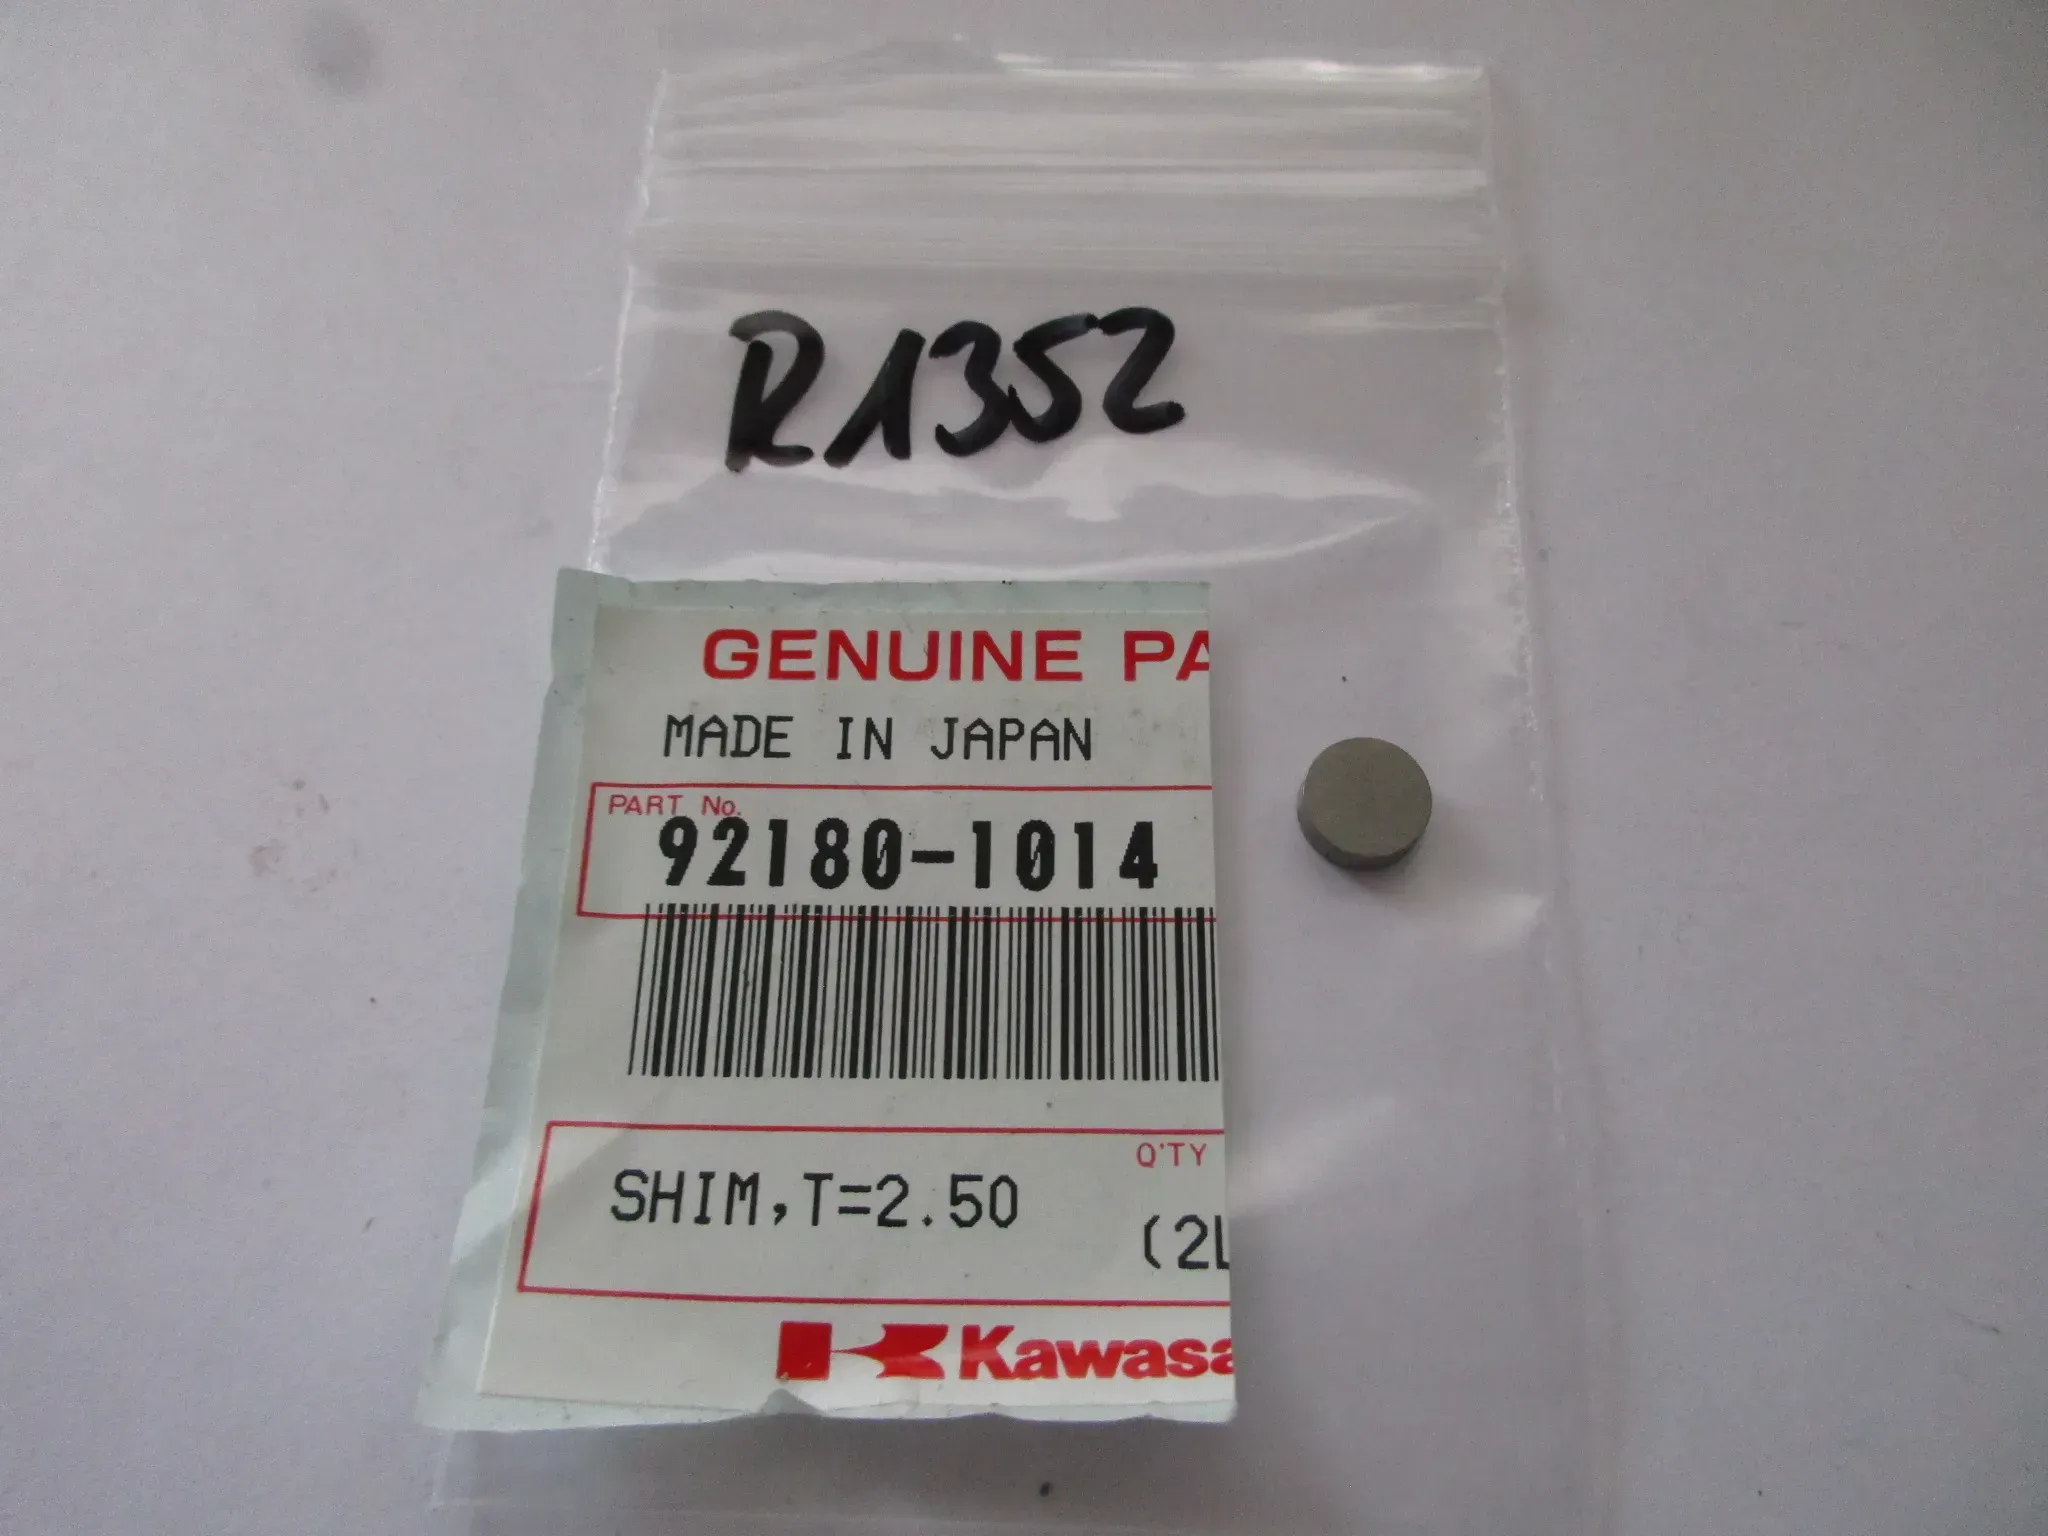 R1352
GENUINE PA
MADE IN JAPAN
PART No.
92180-1014
Q'TY
SHIM,T=2.50
(2L
Kawasa